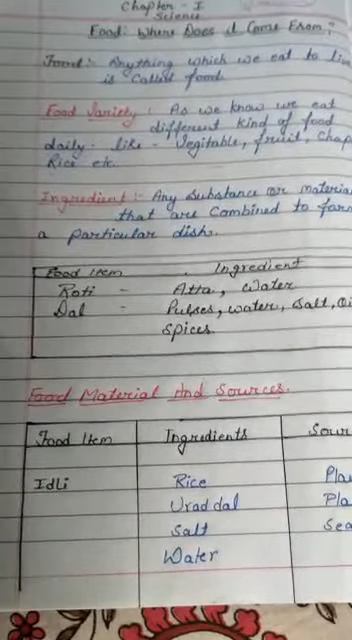 Chapter - I
Science
Food: Where Does it Come From?
Food:- Anything which we eat to live
is called food.
Food Variety:- As we know we eat
different kind of food
daily. like - Vegitable, fruit, Chap
Rice etc.
Ingredient:- Any Substance or materia
that are Combined to form
a particular dish.
Food Item Ingredient
Roti - Atta, Water
Dal - Pulses, water, salt, Oi
Spices.
Food Material And Sources.
Food Item Ingredients Sour
Idli Rice Pla
Urad dal Pla
Salt Sea
Water